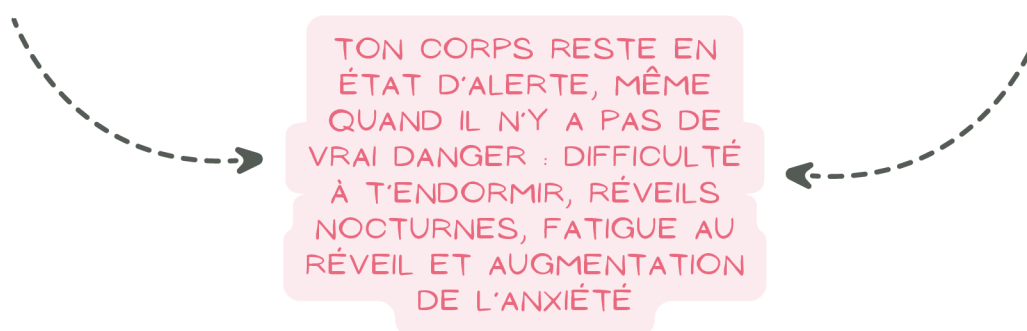 TON CORPS RESTE EN
ÉTAT D'ALERTE, MÊME
QUAND IL N'Y A PAS DE
VRAI DANGER : DIFFICULTÉ
À T'ENDORMIR, RÉVEILS
NOCTURNES, FATIGUE AU
RÉVEIL ET AUGMENTATION
DE L'ANXIÉTÉ